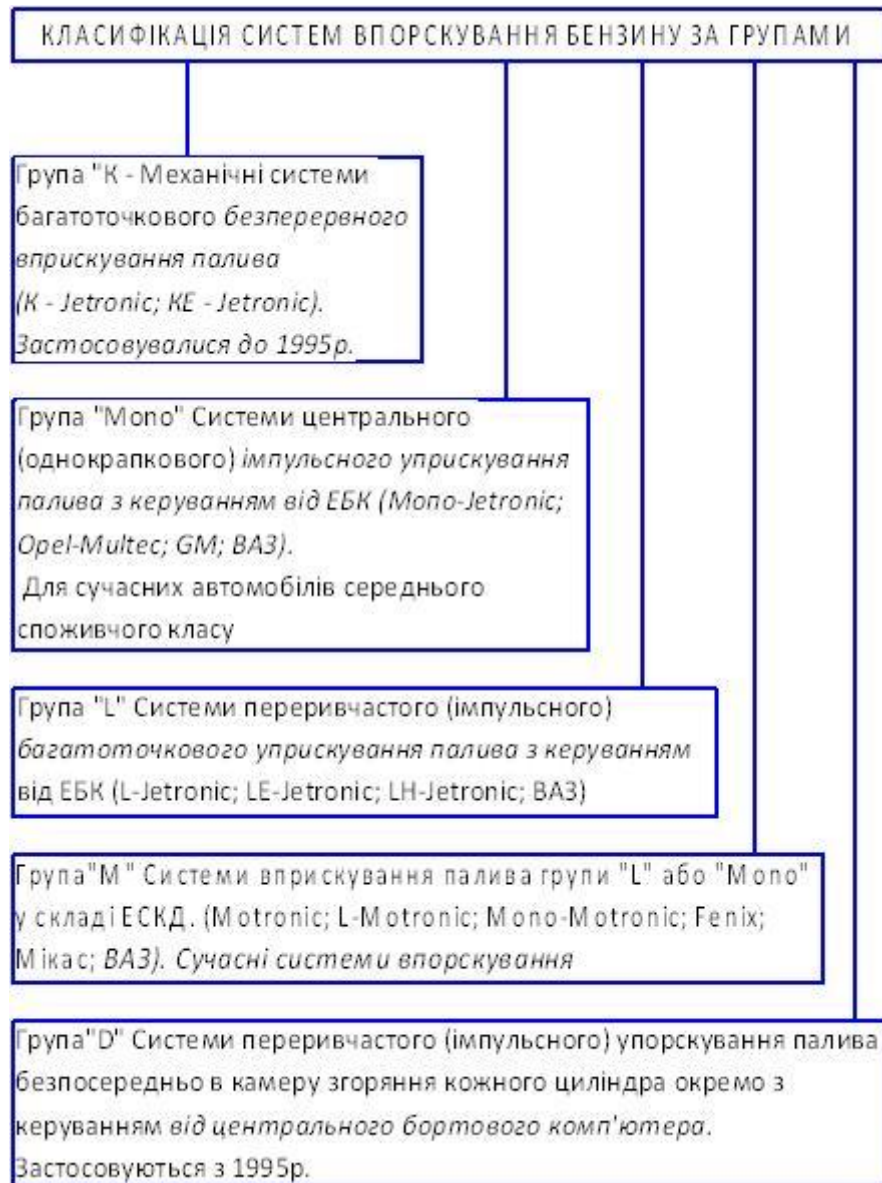 КЛАСИФІКАЦІЯ СИСТЕМ ВПОРСКУВАННЯ БЕНЗИНУ ЗА ГРУПАМИ
Група "К - Механічні системи
багатоточкового безперервного
вприскування палива
(К - Jetronic; КЕ - Jetronic).
Застосовувалися до 1995р.
Група "Mono" Системи центрального
(однокрапкового) імпульсного уприскування
палива з керуванням від ЕБК (Mono-Jetronic;
Opel-Multec; GM; ВАЗ).
Для сучасних автомобілів середнього
споживчого класу
Група "L" Системи переривчастого (імпульсного)
багатоточкового уприскування палива з керуванням
від ЕБК (L-Jetronic; LE-Jetronic; LH-Jetronic; ВАЗ)
Група"М" Системи вприскування палива групи "L" або "Mono"
у складі ЕСКД. (Motronic; L-Motronic; Mono-Motronic; Fenix;
Мікас; ВАЗ). Сучасні системи впорскування
Група"D" Системи переривчастого (імпульсного) упорскування палива
безпосередньо в камеру згоряння кожного циліндра окремо з
керуванням від центрального бортового комп'ютера.
Застосовуються з 1995р.